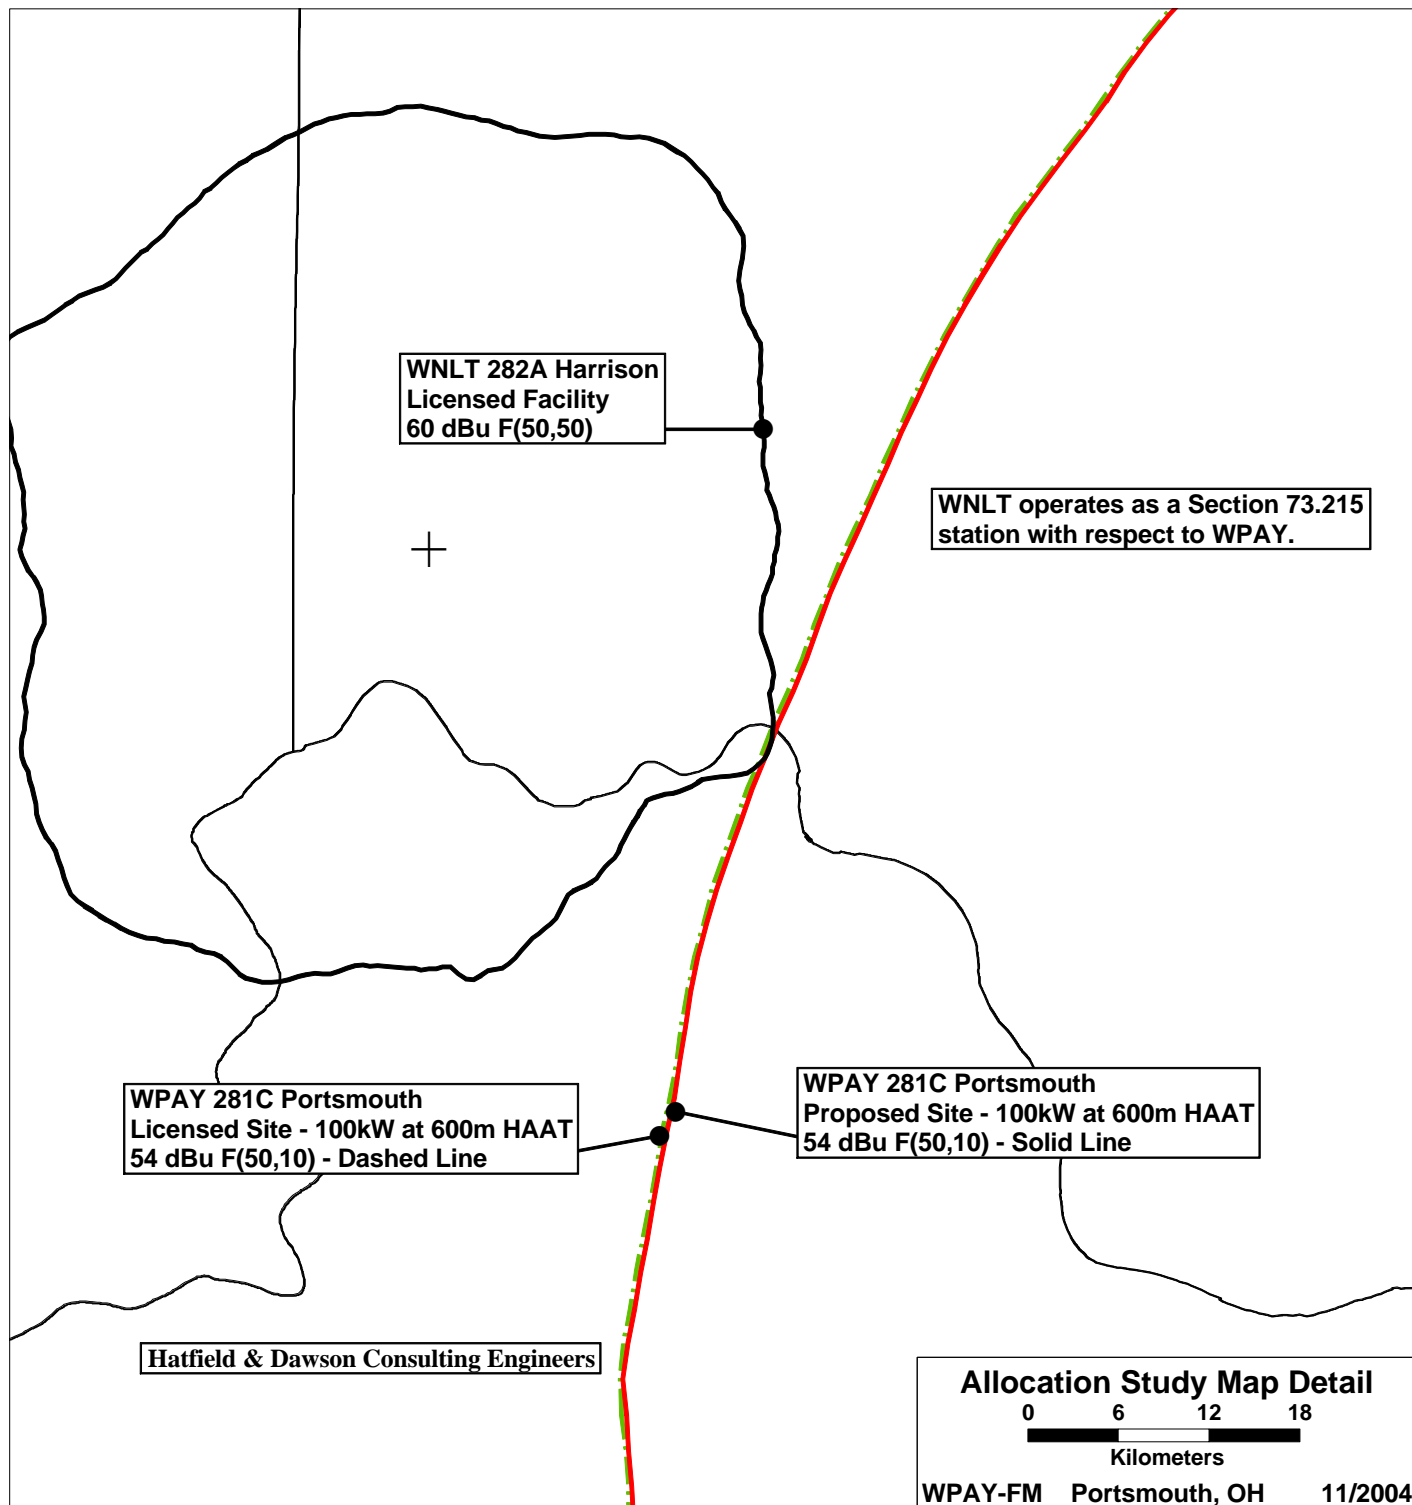 WNLT 282A Harrison
Licensed Facility
60 dBu F(50,50)
WNLT operates as a Section 73.215
station with respect to WPAY.
WPAY 281C Portsmouth
Licensed Site - 100kW at 600m HAAT
54 dBu F(50,10) - Dashed Line
WPAY 281C Portsmouth
Proposed Site - 100kW at 600m HAAT
54 dBu F(50,10) - Solid Line
Hatfield & Dawson Consulting Engineers
Allocation Study Map Detail
0 6 12 18
Kilometers
WPAY-FM Portsmouth, OH 11/2004